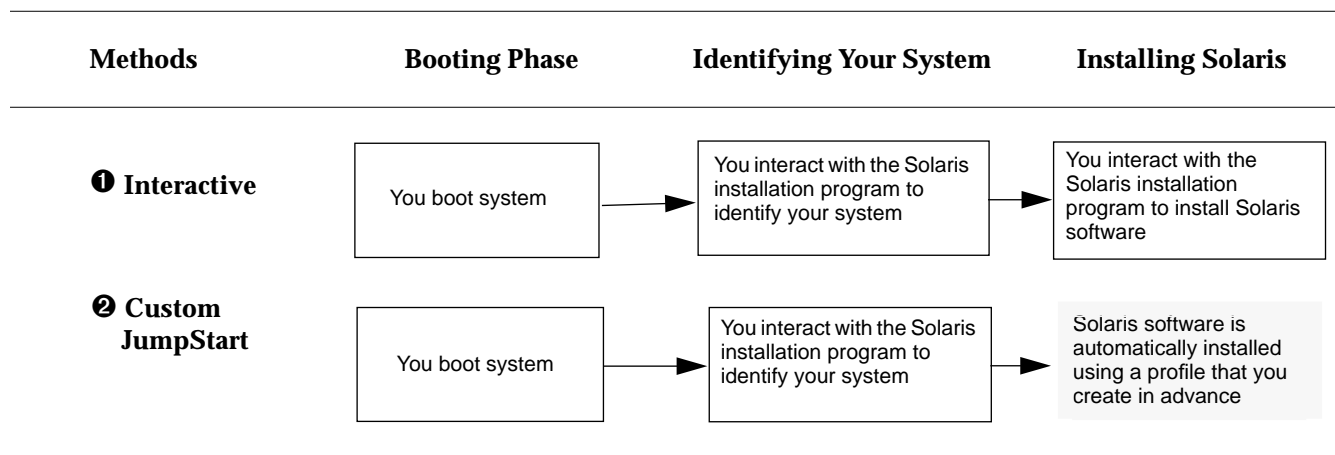 Methods Booting Phase Identifying Your System Installing Solaris
❶ Interactive
You boot system
You interact with the Solaris
installation program to
identify your system
You interact with the
Solaris installation
program to install Solaris
software
❷ Custom
JumpStart
You boot system
You interact with the Solaris
installation program to
identify your system
Solaris software is
automatically installed
using a profile that you
create in advance